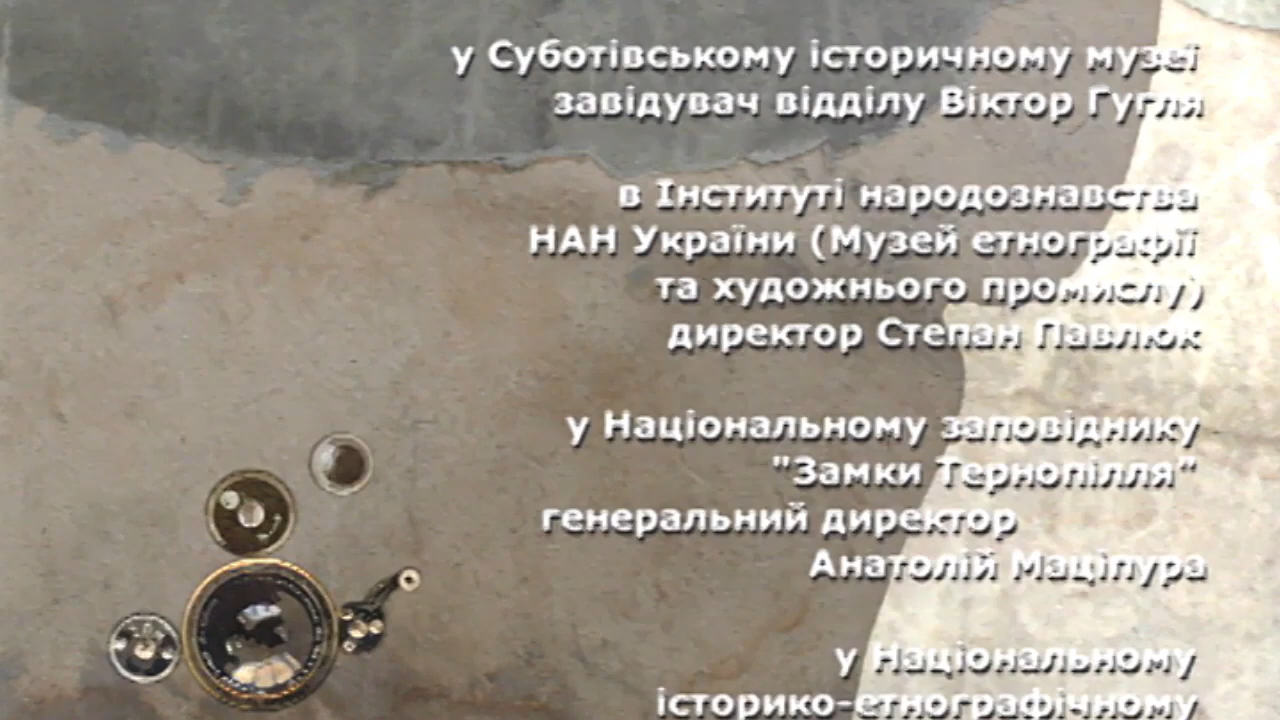 у Суботівському історичному музеї
завідувач відділу Віктор Гугля
в Інституті народознавства
НАН України (Музей етнографії
та художнього промислу)
директор Степан Павлюк
у Національному заповіднику
"Замки Тернопілля"
генеральний директор
Анатолій Маціпура
у Національному
історико-етнографічному